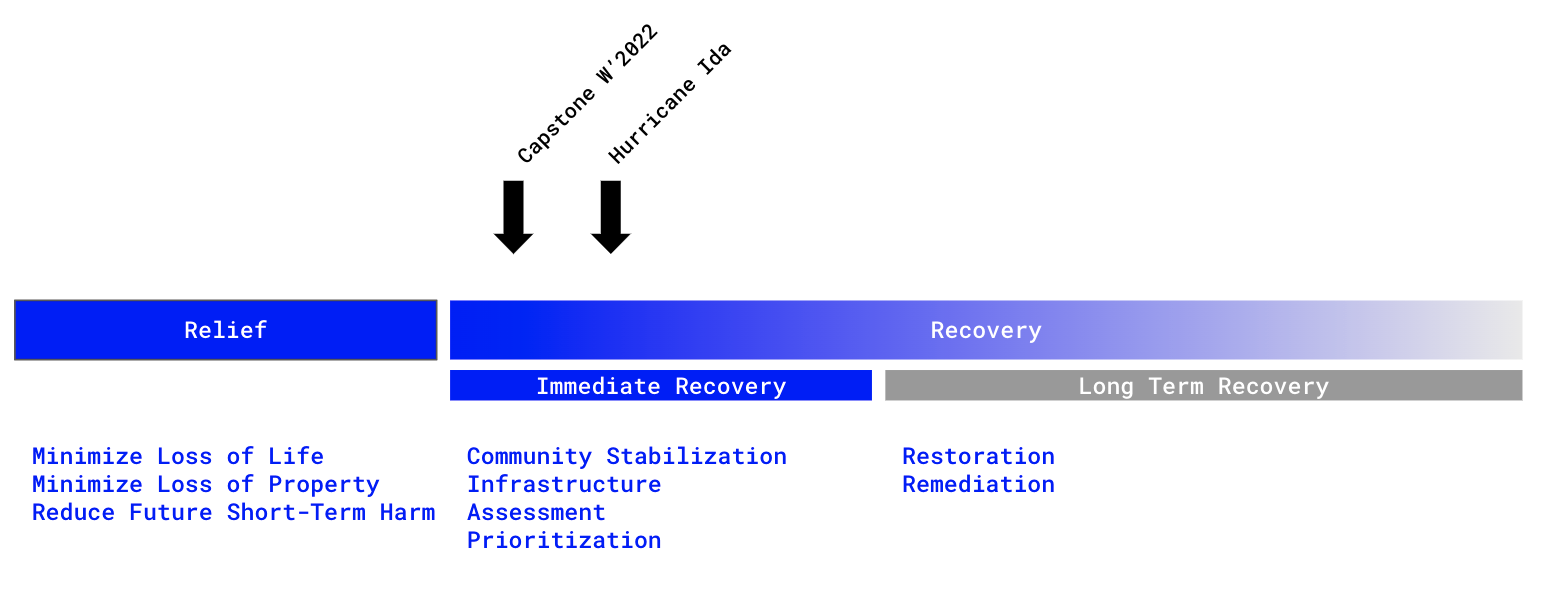 Capstone W'2022
Hurricane Ida
Relief
Recovery
Immediate Recovery
Long Term Recovery
Minimize Loss of Life
Minimize Loss of Property
Reduce Future Short-Term Harm
Community Stabilization
Infrastructure
Assessment
Prioritization
Restoration
Remediation